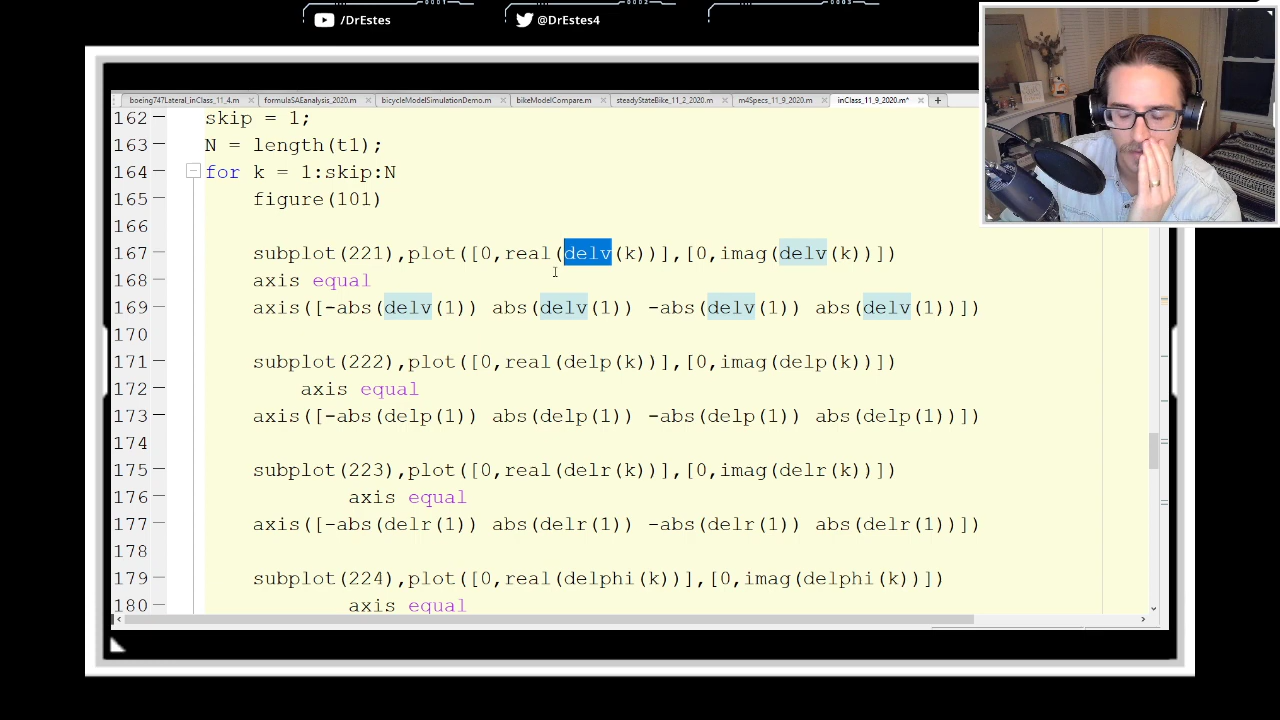 0001 0002 0003
/DrEstes @DrEstes4
boeing747Lateral_inClass_11_4.m × formulaSAEanalysis_2020.m × bicycleModelSimulationDemo.m × bikeModelCompare.m × steadyStateBike_11_2_2020.m × m4Specs_11_9_2020.m × inClass_11_9_2020.m* × +
162 skip = 1;
163 N = length(t1);
164 for k = 1:skip:N
165 figure(101)
166
167 subplot(221),plot([0,real(delv(k))],[0,imag(delv(k))])
168 axis equal
169 axis([-abs(delv(1)) abs(delv(1)) -abs(delv(1)) abs(delv(1))])
170
171 subplot(222),plot([0,real(delp(k))],[0,imag(delp(k))])
172 axis equal
173 axis([-abs(delp(1)) abs(delp(1)) -abs(delp(1)) abs(delp(1))])
174
175 subplot(223),plot([0,real(delr(k))],[0,imag(delr(k))])
176 axis equal
177 axis([-abs(delr(1)) abs(delr(1)) -abs(delr(1)) abs(delr(1))])
178
179 subplot(224),plot([0,real(delphi(k))],[0,imag(delphi(k))])
180 axis equal